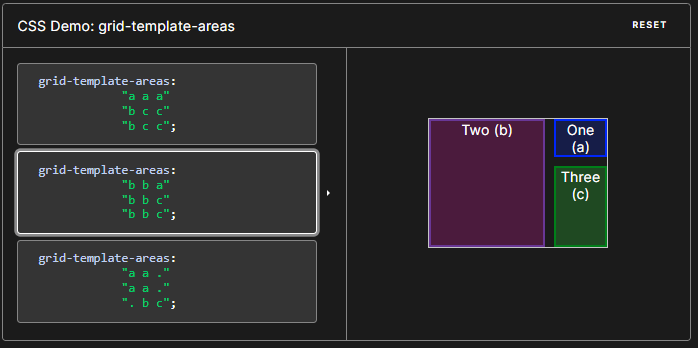 CSS Demo: grid-template-areas
RESET
grid-template-areas:
"a a a"
"b c c"
"b c c";
grid-template-areas:
"b b a"
"b b c"
"b b c";
grid-template-areas:
"a a ."
"a a ."
". b c";
Two (b)
One
(a)
Three
(c)